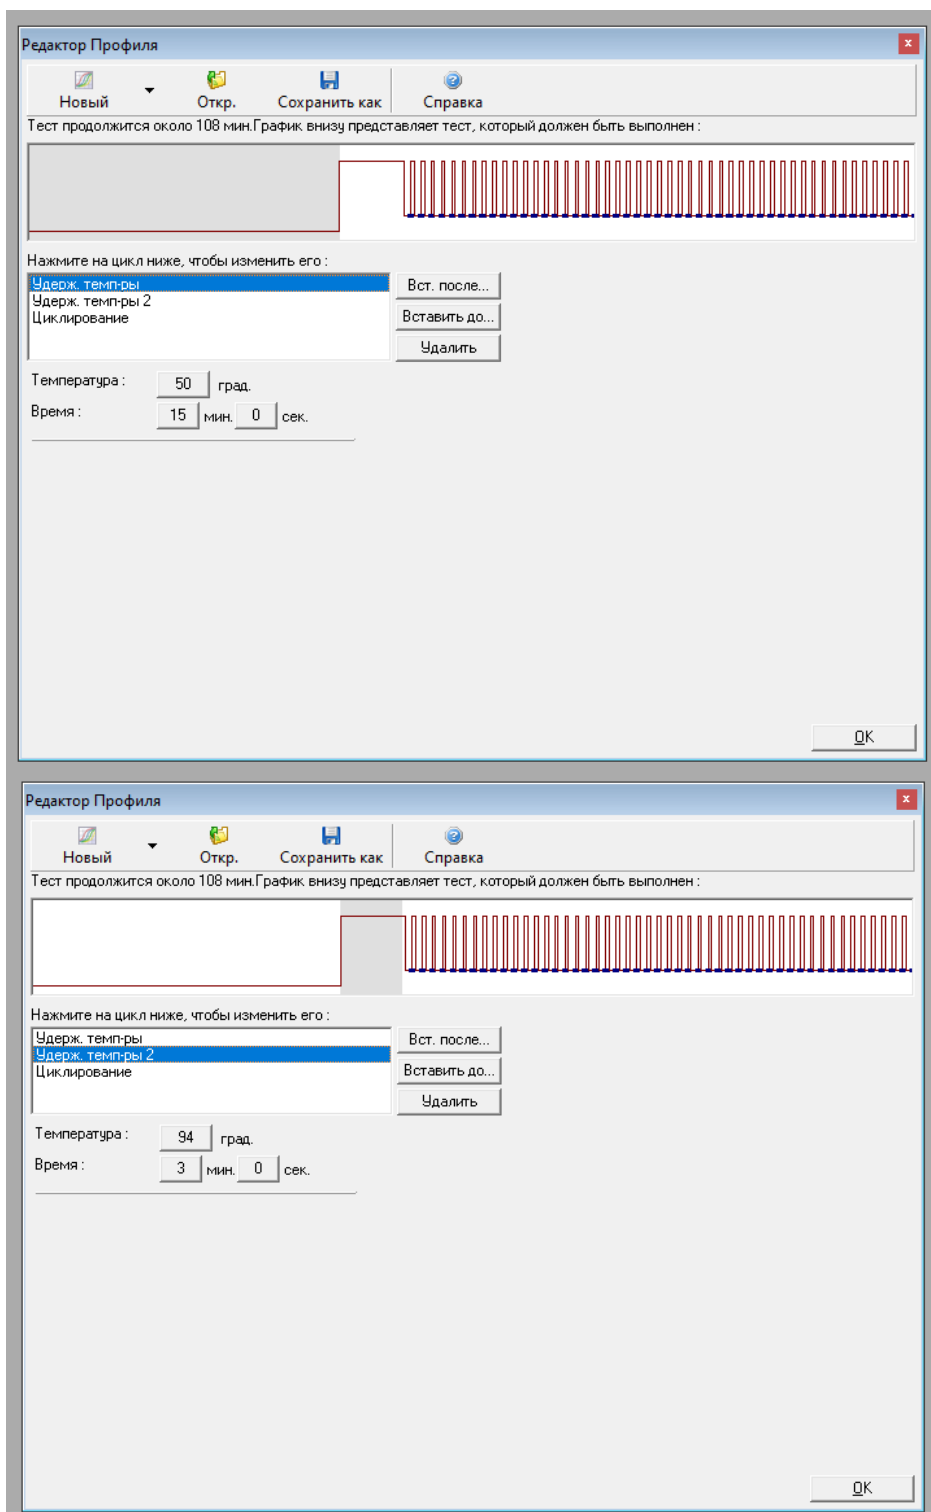 Редактор Профиля
x
Новый Откр. Сохранить как Справка
Тест продолжится около 108 мин.График внизу представляет тест, который должен быть выполнен :
Нажмите на цикл ниже, чтобы изменить его :
Удерж. темп-ры
Вст. после...
Удерж. темп-ры 2
Циклирование
Вставить до...
Удалить
Температура : 50 град.
Время : 15 мин. 0 сек.
OK
Редактор Профиля
x
Новый Откр. Сохранить как Справка
Тест продолжится около 108 мин.График внизу представляет тест, который должен быть выполнен :
Нажмите на цикл ниже, чтобы изменить его :
Удерж. темп-ры
Вст. после...
Удерж. темп-ры 2
Циклирование
Вставить до...
Удалить
Температура : 94 град.
Время : 3 мин. 0 сек.
OK